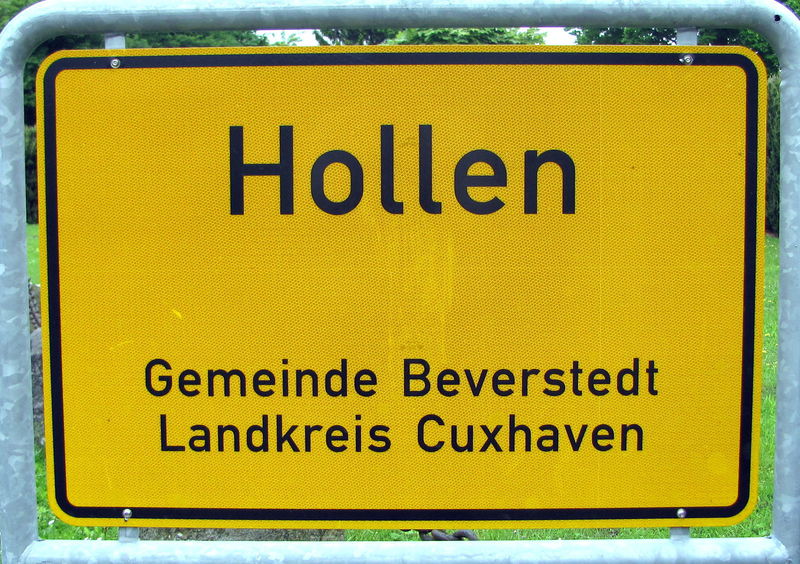 Hollen
Gemeinde Beverstedt
Landkreis Cuxhaven